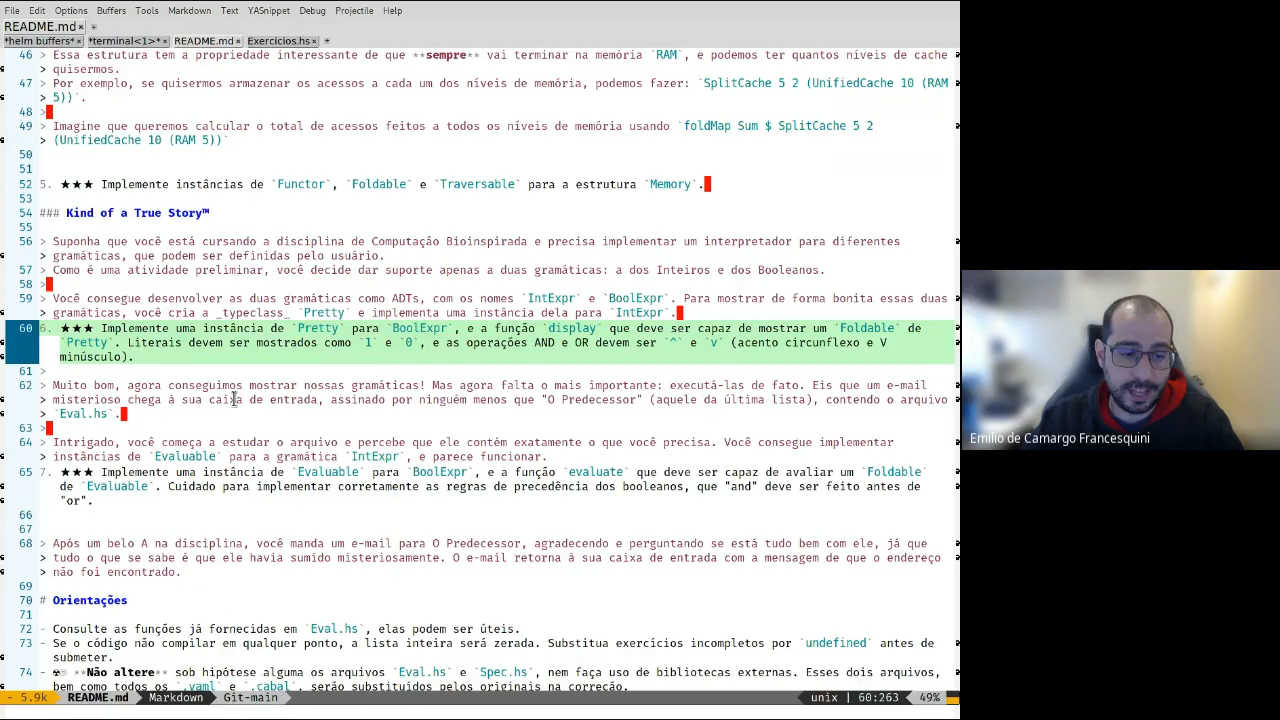 File Edit Options Buffers Tools Markdown Text YASnippet Debug Projectile Help
README.md× +
*helm buffers*× *terminal<1>*× README.md× Exercicios.hs× +
46 > Essa estrutura tem a propriedade interessante de que **sempre** vai terminar na memória `RAM`, e podemos ter quantos níveis de cache
> quisermos.
47 > Por exemplo, se quisermos armazenar os acessos a cada um dos níveis de memória, podemos fazer: `SplitCache 5 2 (UnifiedCache 10 (RAM
> 5))`.
48 >
49 > Imagine que queremos calcular o total de acessos feitos a todos os níveis de memória usando `foldMap Sum $ SplitCache 5 2
> (UnifiedCache 10 (RAM 5))`
50
51
52 5. ★★★ Implemente instâncias de `Functor`, `Foldable` e `Traversable` para a estrutura `Memory`.
53
54 ### Kind of a True Story™
55
56 > Suponha que você está cursando a disciplina de Computação Bioinspirada e precisa implementar um interpretador para diferentes
> gramáticas, que podem ser definidas pelo usuário.
57 > Como é uma atividade preliminar, você decide dar suporte apenas a duas gramáticas: a dos Inteiros e dos Booleanos.
58 >
59 > Você consegue desenvolver as duas gramáticas como ADTs, com os nomes `IntExpr` e `BoolExpr`. Para mostrar de forma bonita essas duas
> gramáticas, você cria a _typeclass_ `Pretty` e implementa uma instância dela para `IntExpr`.
60 6. ★★★ Implemente uma instância de `Pretty` para `BoolExpr`, e a função `display` que deve ser capaz de mostrar um `Foldable` de
`Pretty`. Literais devem ser mostrados como `1` e `0`, e as operações AND e OR devem ser `^` e `v` (acento circunflexo e V
minúsculo).
61 >
62 > Muito bom, agora conseguimos mostrar nossas gramáticas! Mas agora falta o mais importante: executá-las de fato. Eis que um e-mail
> misterioso chega à sua caixa de entrada, assinado por ninguém menos que "O Predecessor" (aquele da última lista), contendo o arquivo
> `Eval.hs`.
63 >
64 > Intrigado, você começa a estudar o arquivo e percebe que ele contém exatamente o que você precisa. Você consegue implementar
> instâncias de `Evaluable` para a gramática `IntExpr`, e parece funcionar.
65 7. ★★★ Implemente uma instância de `Evaluable` para `BoolExpr`, e a função `evaluate` que deve ser capaz de avaliar um `Foldable`
de `Evaluable`. Cuidado para implementar corretamente as regras de precedência dos booleanos, que "and" deve ser feito antes de
"or".
66
67
68 > Após um belo A na disciplina, você manda um e-mail para O Predecessor, agradecendo e perguntando se está tudo bem com ele, já que
> tudo o que se sabe é que ele havia sumido misteriosamente. O e-mail retorna à sua caixa de entrada com a mensagem de que o endereço
> não foi encontrado.
69
70 # Orientações
71
72 - Consulte as funções já fornecidas em `Eval.hs`, elas podem ser úteis.
73 - Se o código não compilar em qualquer ponto, a lista inteira será zerada. Substitua exercícios incompletos por `undefined` antes de
submeter.
74 - **Não altere** sob hipótese alguma os arquivos `Eval.hs` e `Spec.hs`, nem faça uso de bibliotecas externas. Esses dois arquivos,
bem como todos os `.yaml` e `.cabal`, serão substituídos pelos originais na correção.
- 5.9k README.md Markdown Git-main unix | 60:263 49%
Emilio de Camargo Francesquini